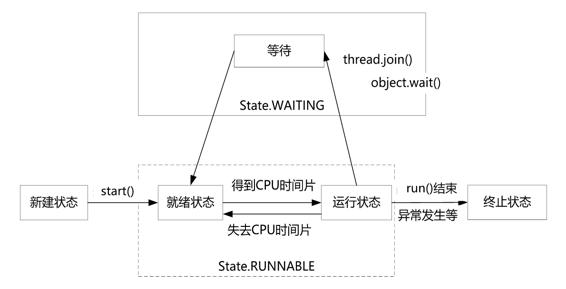 等待
thread.join()
object.wait()
State.WAITING
新建状态
start()
就绪状态
得到CPU时间片
失去CPU时间片
运行状态
run()结束
异常发生等
终止状态
State.RUNNABLE